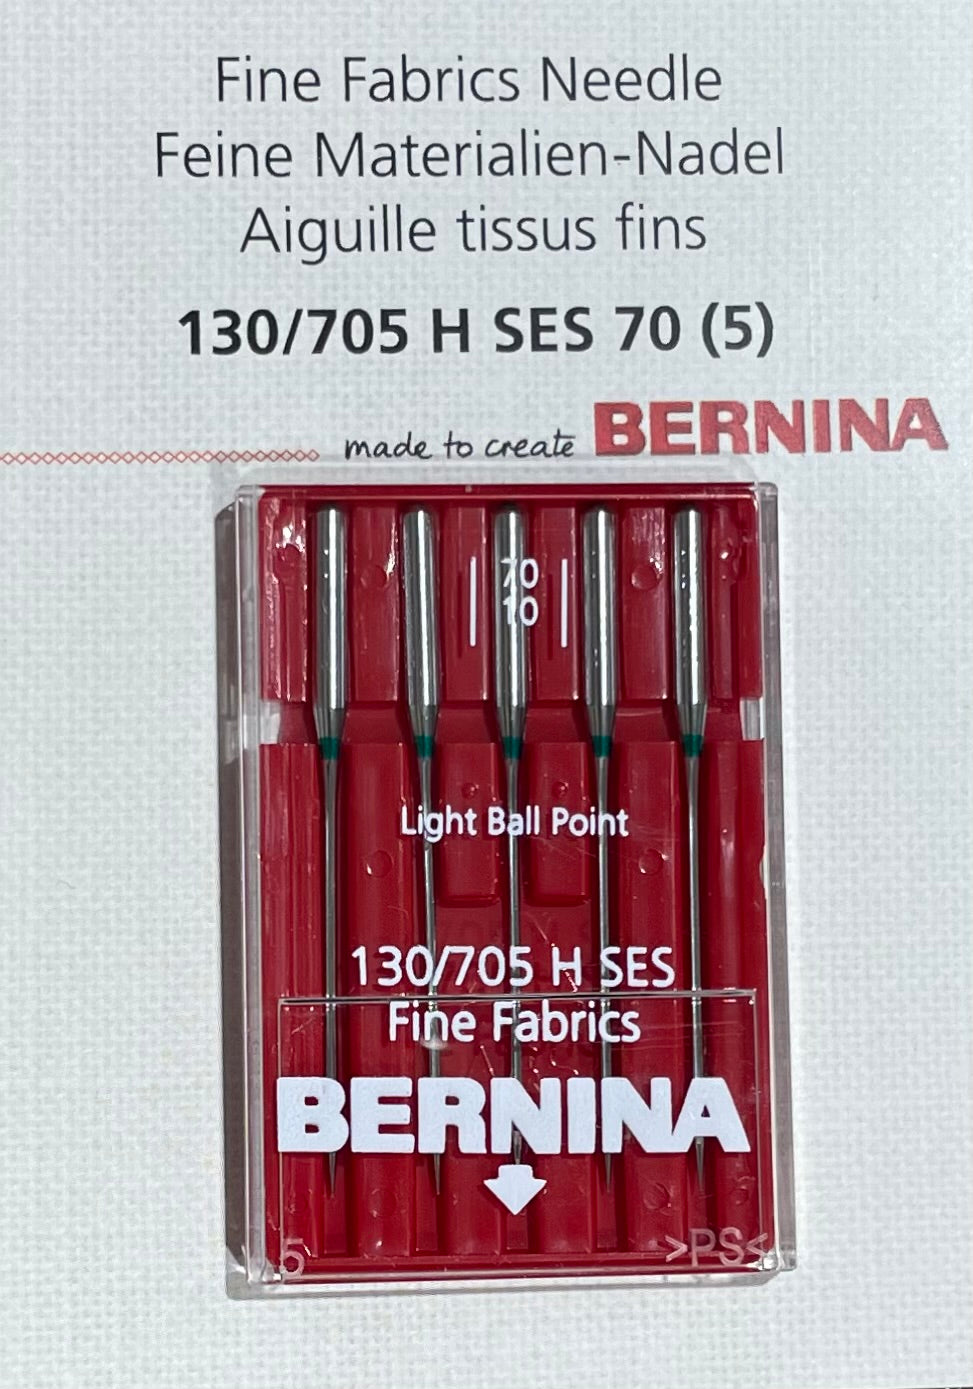 Fine Fabrics Needle
Feine Materialien-Nadel
Aiguille tissus fins
130/705 H SES 70 (5)
made to create BERNINA
70
10
Light Ball Point
130/705 H SES
Fine Fabrics
BERNINA
5 >PS<